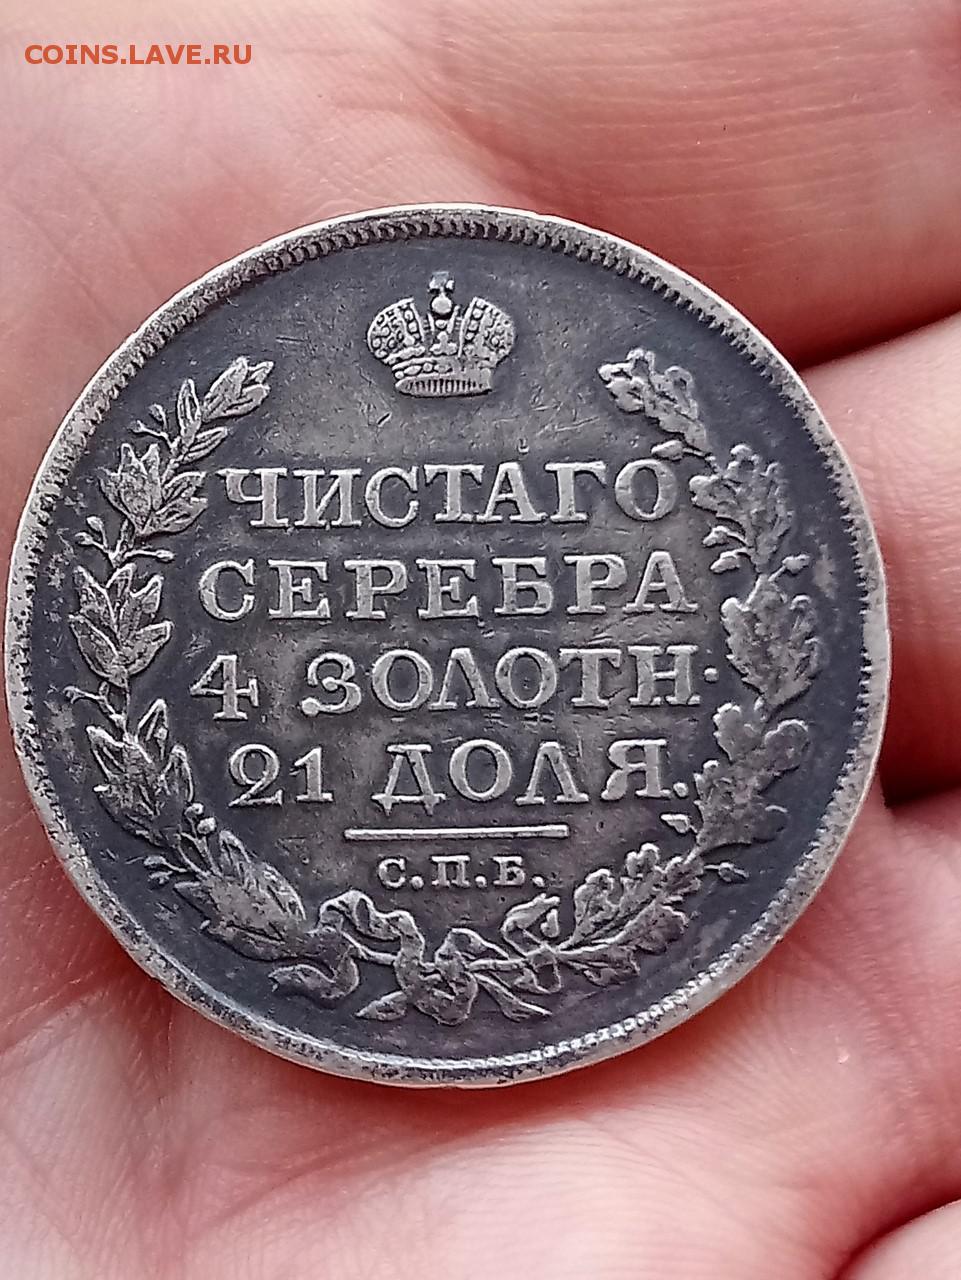 COINS.LAVE.RU
ЧИСТАГО
СЕРЕБРА
4 ЗОЛОТН.
21 ДОЛЯ.
С.П.Б.